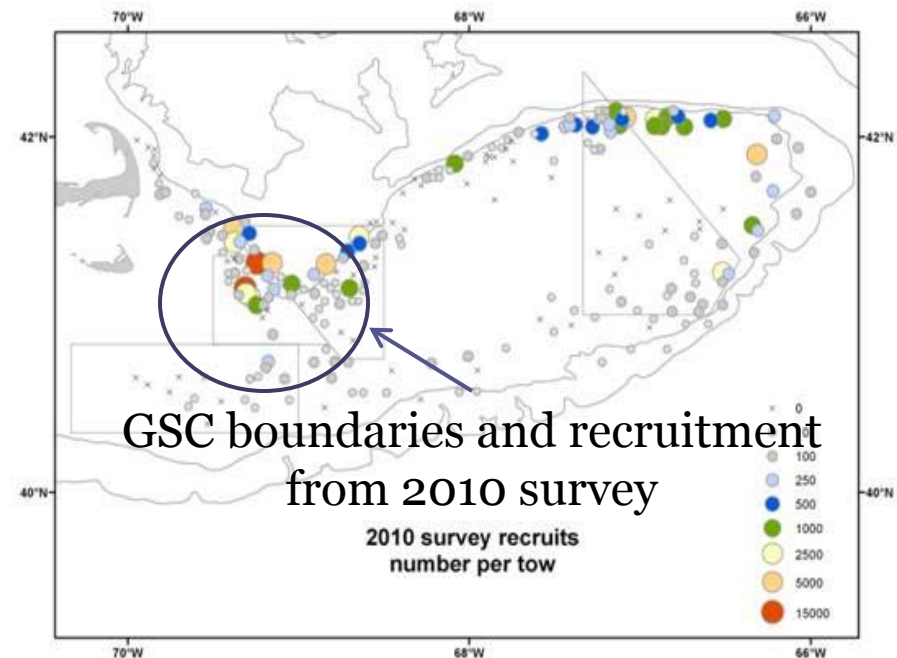 70°W 68°W 66°W
42°N 42°N
GSC boundaries and recruitment
from 2010 survey
40°N 40°N
2010 survey recruits
number per tow
0
100
250
500
1000
2500
5000
15000
70°W 68°W 66°W